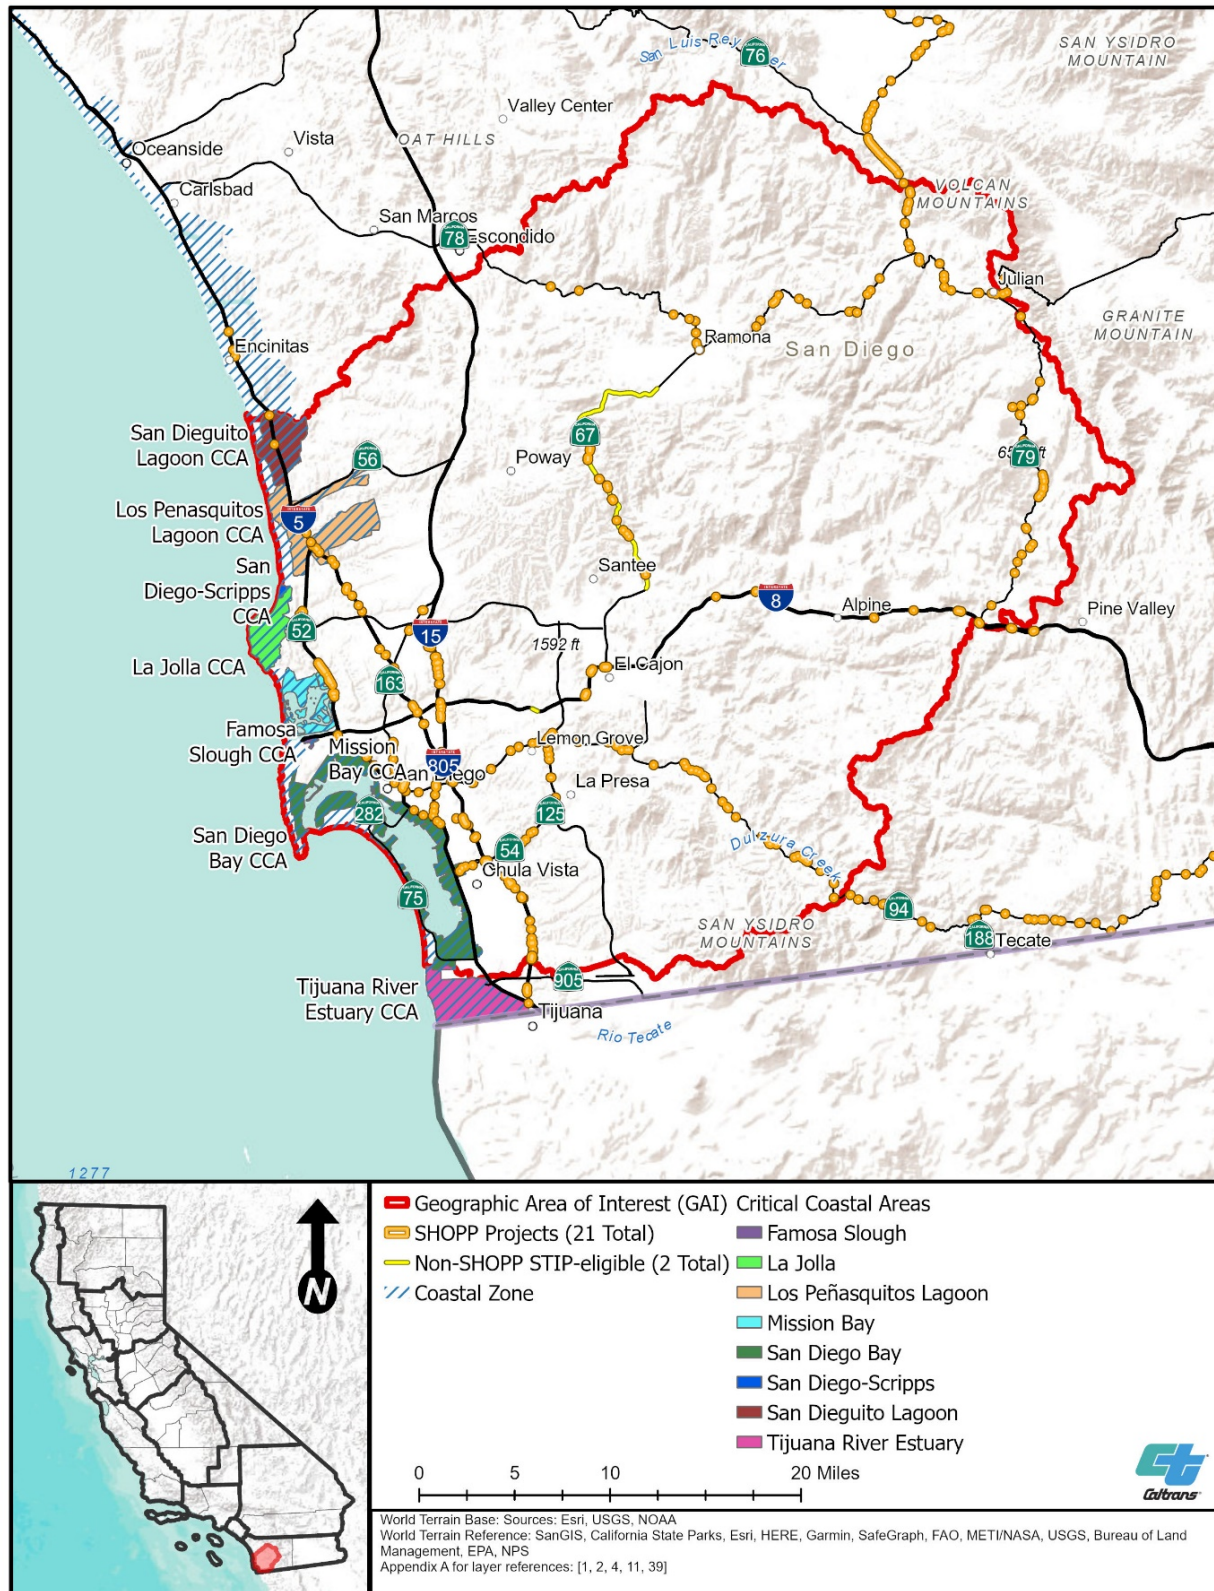 SAN YSIDRO
MOUNTAIN
San Luis Rey
76
Valley Center
OAT HILLS
Oceanside
Vista
Carlsbad
VOLCAN
MOUNTAINS
San Marcos
78
Escondido
Julian
GRANITE
MOUNTAIN
Encinitas
Ramona
San Diego
San Dieguito
Lagoon CCA
56
67
Poway
79
Los Penasquitos
Lagoon CCA
5
San
Diego-Scripps
CCA
Santee
8
Alpine
Pine Valley
52
15
1592 ft
La Jolla CCA
163
El Cajon
Famosa
Slough CCA
Mission
Bay CCA
an Diego
805
Lemon Grove
La Presa
282
125
San Diego
Bay CCA
54
Dulzura Creek
Chula Vista
75
94
SAN YSIDRO
MOUNTAINS
188
Tecate
905
Tijuana River
Estuary CCA
Tijuana
Rio Tecate
1277
N
Geographic Area of Interest (GAI)
SHOPP Projects (21 Total)
Non-SHOPP STIP-eligible (2 Total)
Coastal Zone
Critical Coastal Areas
Famosa Slough
La Jolla
Los Peñasquitos Lagoon
Mission Bay
San Diego Bay
San Diego-Scripps
San Dieguito Lagoon
Tijuana River Estuary
0 5 10 20 Miles
ct
Caltrans
World Terrain Base: Sources: Esri, USGS, NOAA
World Terrain Reference: SanGIS, California State Parks, Esri, HERE, Garmin, SafeGraph, FAO, METI/NASA, USGS, Bureau of Land
Management, EPA, NPS
Appendix A for layer references: [1, 2, 4, 11, 39]